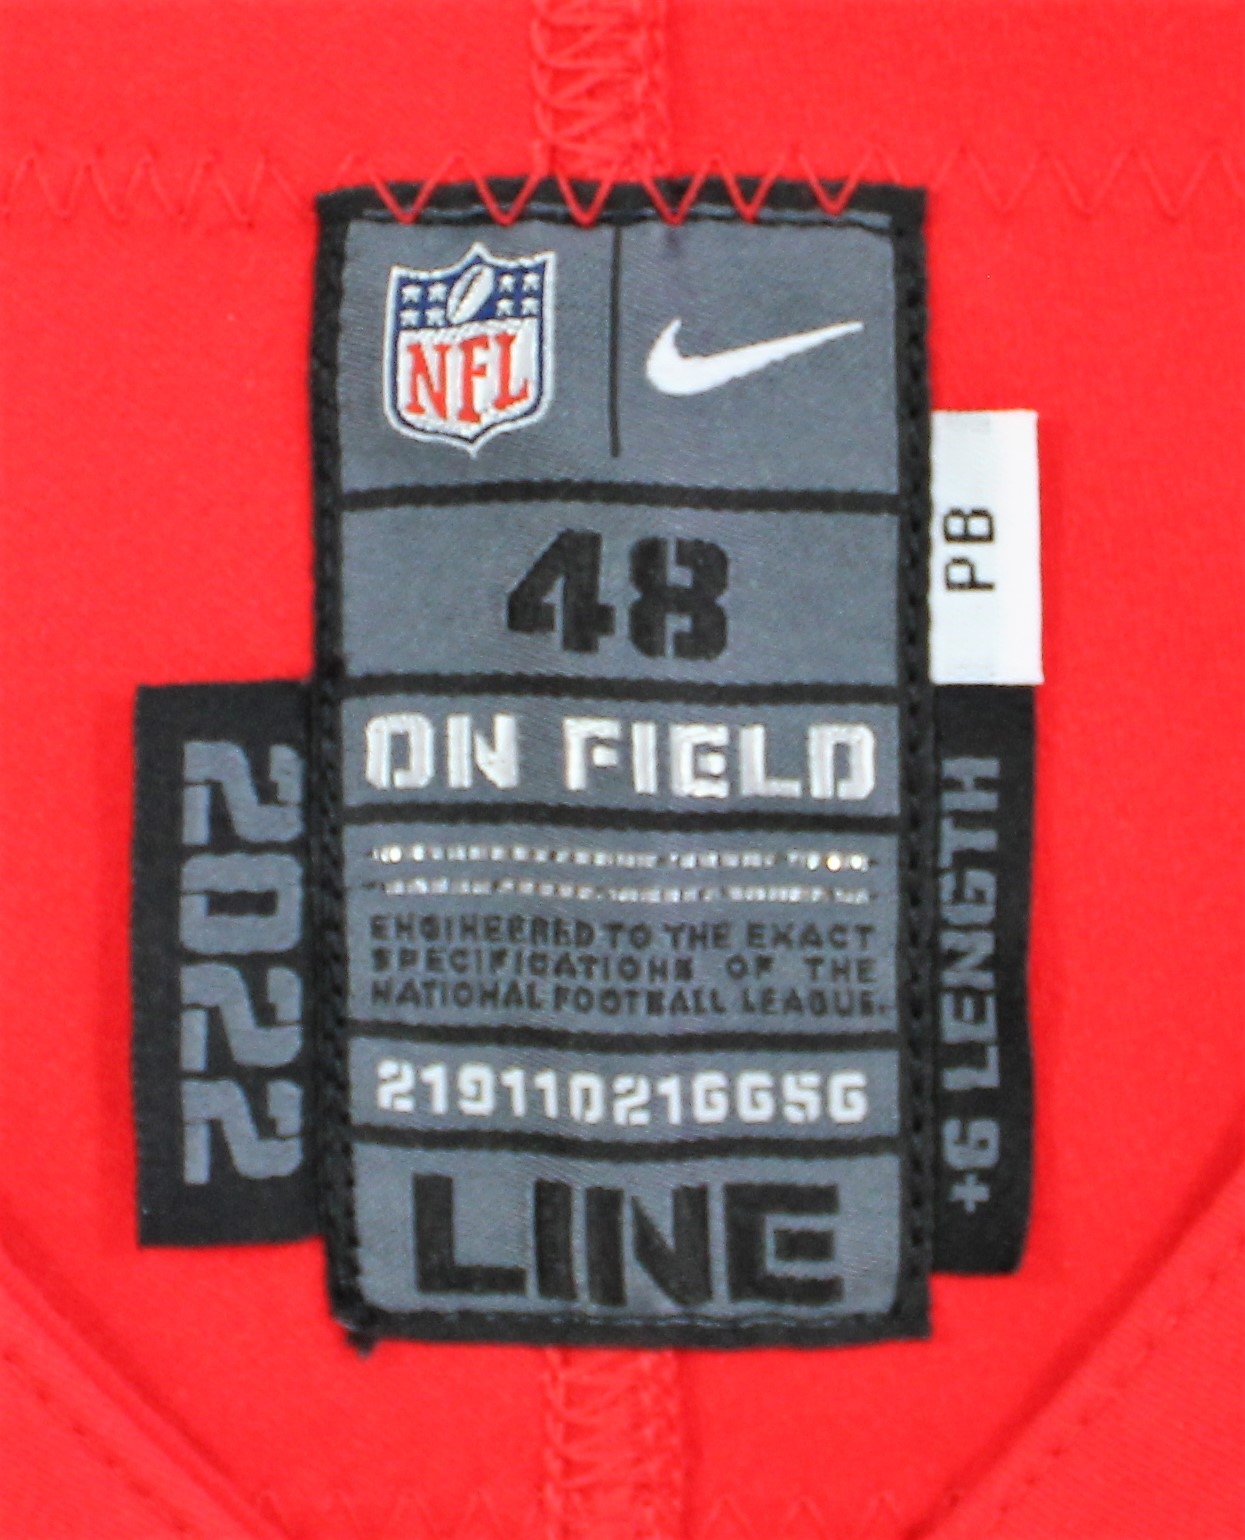 NFL
48
PB
ON FIELD
ENGINEERED TO THE EXACT
SPECIFICATIONS OF THE
NATIONAL FOOTBALL LEAGUE.
219110216656
LINE
2022
+6 LENGTH